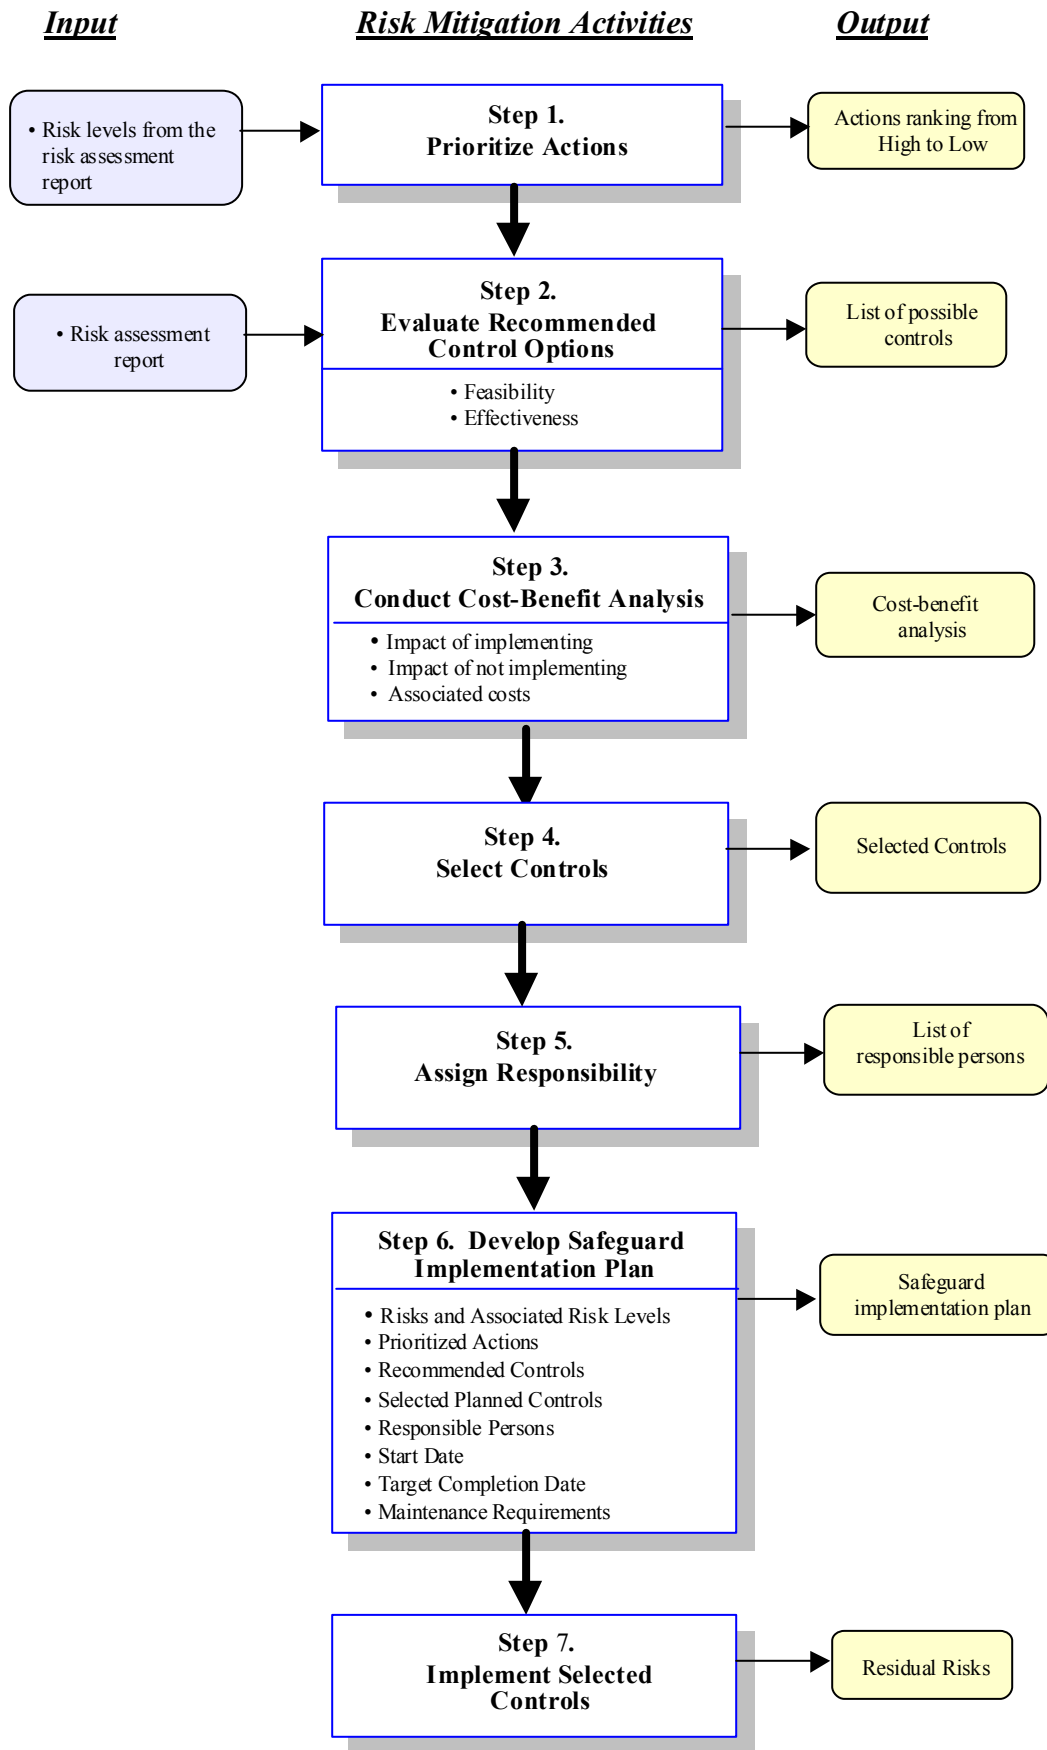 Input
Risk Mitigation Activities
Output
• Risk levels from the
risk assessment
report
Step 1.
Prioritize Actions
Actions ranking from
High to Low
• Risk assessment
report
Step 2.
Evaluate Recommended
Control Options
• Feasibility
• Effectiveness
List of possible
controls
Step 3.
Conduct Cost-Benefit Analysis
• Impact of implementing
• Impact of not implementing
• Associated costs
Cost-benefit
analysis
Step 4.
Select Controls
Selected Controls
Step 5.
Assign Responsibility
List of
responsible persons
Step 6. Develop Safeguard
Implementation Plan
• Risks and Associated Risk Levels
• Prioritized Actions
• Recommended Controls
• Selected Planned Controls
• Responsible Persons
• Start Date
• Target Completion Date
• Maintenance Requirements
Safeguard
implementation plan
Step 7.
Implement Selected
Controls
Residual Risks